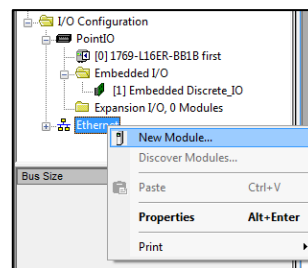 I/O Configuration
PointIO
[0] 1769-L16ER-BB1B first
Embedded I/O
[1] Embedded Discrete_IO
Expansion I/O, 0 Modules
Ethernet
New Module...
Discover Modules...
Bus Size
Paste Ctrl+V
Properties Alt+Enter
Print